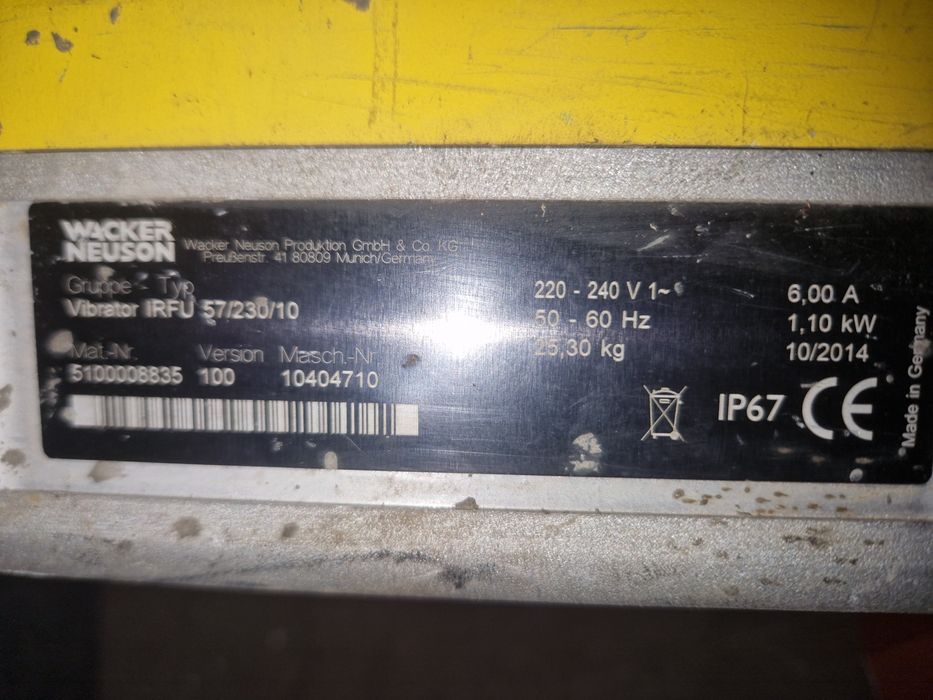 WACKER
NEUSON
Wacker Neuson Produktion GmbH & Co. KG
Preußenstr. 41 80809 Munich/Germany
Gruppe - Typ
Vibrator IRFU 57/230/10
Mat.-Nr. Version Masch.-Nr
5100008835 100 10404710
220 - 240 V 1~ 6,00 A
50 - 60 Hz 1,10 kW
25,30 kg 10/2014
IP67 CE
Made in Germany